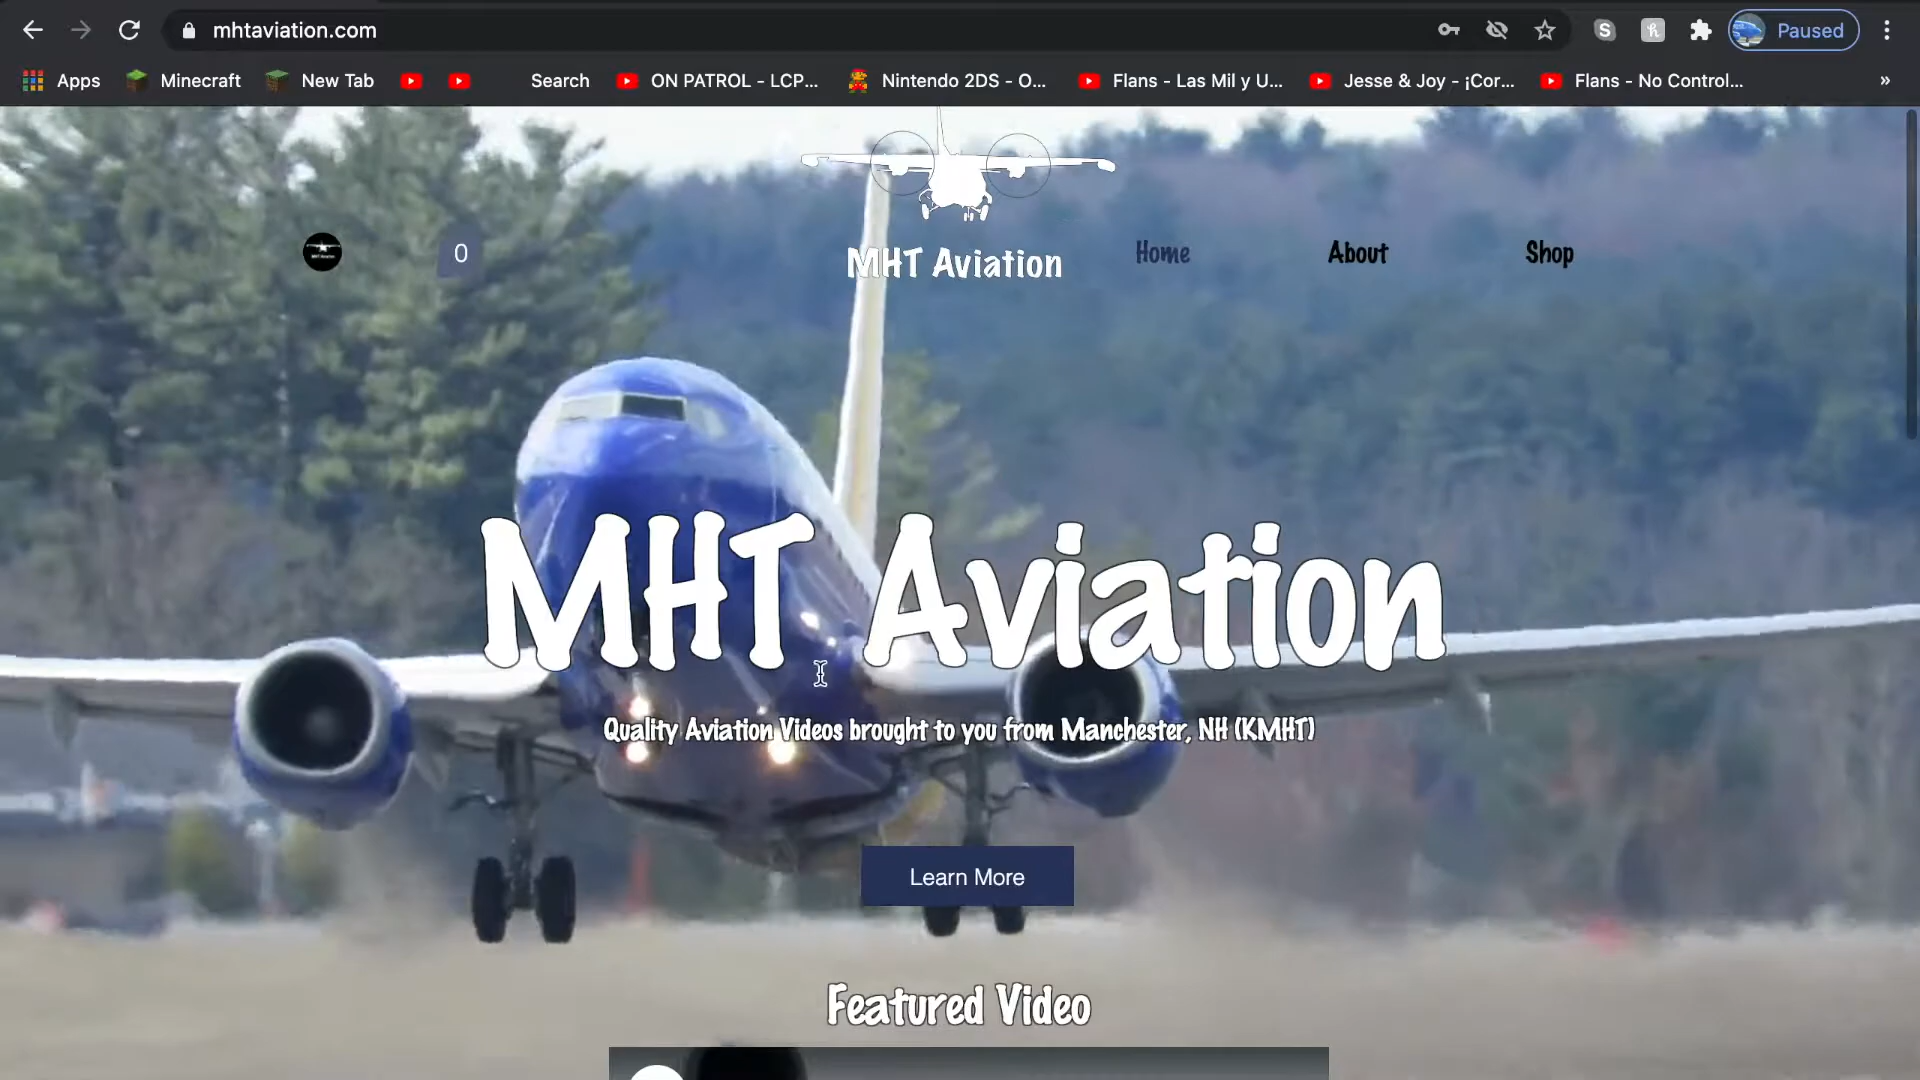 mhtaviation.com
Paused
Apps
Minecraft
New Tab
Search
ON PATROL - LCP...
Nintendo 2DS - O...
Flans - Las Mil y U...
Jesse & Joy - ¡Cor...
Flans - No Control...
»
0
MHT Aviation
Home
About
Shop
MHT Aviation
Quality Aviation Videos brought to you from Manchester, NH (KMHT)
Learn More
Featured Video